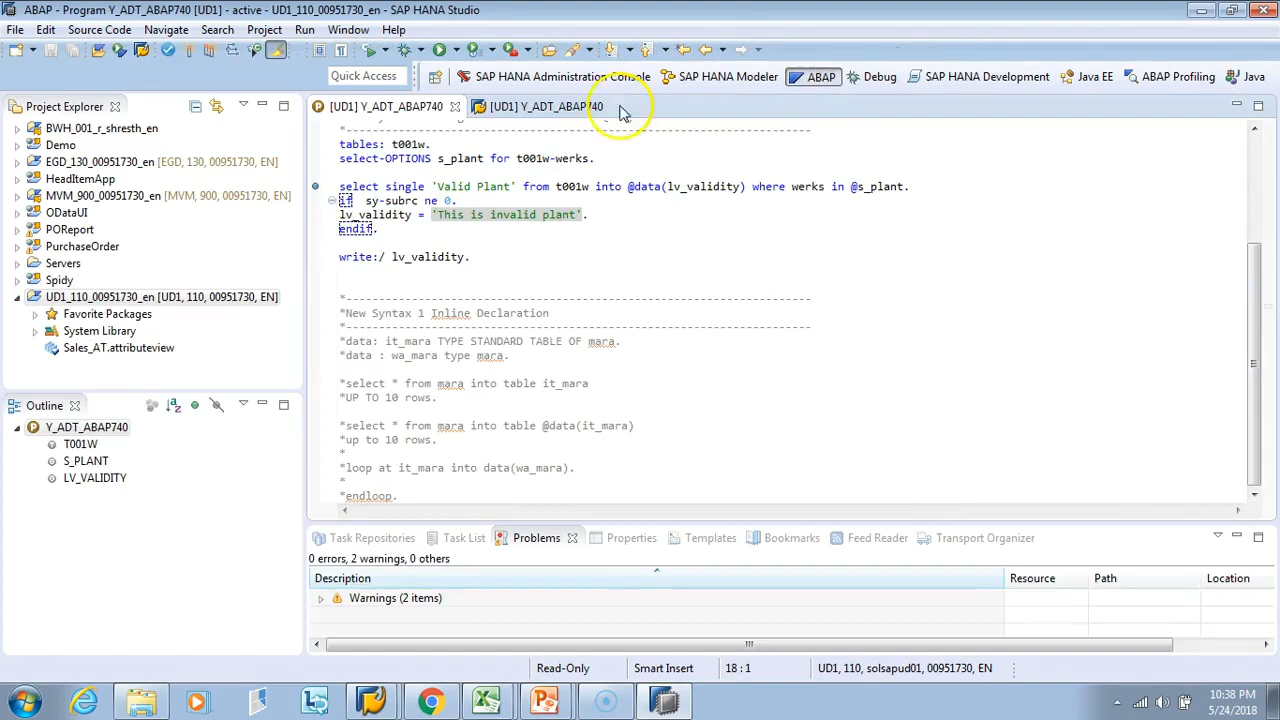 ABAP - Program Y_ADT_ABAP740 [UD1] - active - UD1_110_00951730_en - SAP HANA Studio
File Edit Source Code Navigate Search Project Run Window Help
Quick Access SAP HANA Administration Console SAP HANA Modeler ABAP Debug SAP HANA Development Java EE ABAP Profiling Java
Project Explorer
[UD1] Y_ADT_ABAP740
[UD1] Y_ADT_ABAP740
BWH_001_r_shresth_en
Demo
EGD_130_00951730_en [EGD, 130, 00951730, EN]
HeadItemApp
MVM_900_00951730_en [MVM, 900, 00951730, EN]
ODataUI
POReport
PurchaseOrder
Servers
Spidy
UD1_110_00951730_en [UD1, 110, 00951730, EN]
Favorite Packages
System Library
Sales_AT.attributeview
Outline
Y_ADT_ABAP740
T001W
S_PLANT
LV_VALIDITY
*---------------------------------------------------------------------
tables: t001w.
select-OPTIONS s_plant for t001w-werks.
select single 'Valid Plant' from t001w into @data(lv_validity) where werks in @s_plant.
if sy-subrc ne 0.
lv_validity = 'This is invalid plant'.
endif.
write:/ lv_validity.
*---------------------------------------------------------------------
*New Syntax 1 Inline Declaration
*---------------------------------------------------------------------
*data: it_mara TYPE STANDARD TABLE OF mara.
*data : wa_mara type mara.
*select * from mara into table it_mara
*UP TO 10 rows.
*select * from mara into table @data(it_mara)
*up to 10 rows.
*
*loop at it_mara into data(wa_mara).
*
*endloop.
Task Repositories Task List Problems Properties Templates Bookmarks Feed Reader Transport Organizer
0 errors, 2 warnings, 0 others
Description Resource Path Location
Warnings (2 items)
Read-Only Smart Insert 18 : 1 UD1, 110, solsapud01, 00951730, EN
10:38 PM
5/24/2018